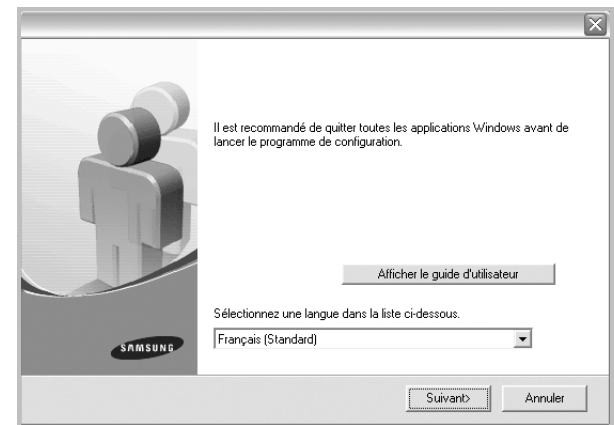 Il est recommandé de quitter toutes les applications Windows avant de
lancer le programme de configuration.
Afficher le guide d'utilisateur
Sélectionnez une langue dans la liste ci-dessous.
Français (Standard)
SAMSUNG
Suivant>
Annuler